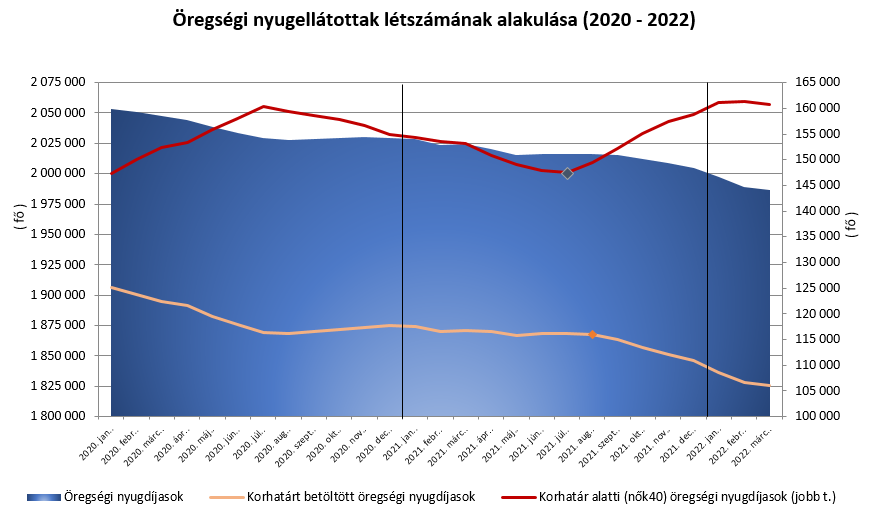 Öregségi nyugellátottak létszámának alakulása (2020 - 2022)
2 075 000
2 050 000
2 025 000
2 000 000
1 975 000
1 950 000
1 925 000
1 900 000
1 875 000
1 850 000
1 825 000
1 800 000
( fő )
165 000
160 000
155 000
150 000
145 000
140 000
135 000
130 000
125 000
120 000
115 000
110 000
105 000
100 000
( fő )
2020. jan..
2020. febr..
2020. márc..
2020. ápr..
2020. máj..
2020. jún..
2020. júl..
2020. aug..
2020. szept..
2020. okt..
2020. nov..
2020. dec..
2021. jan..
2021. febr..
2021. márc..
2021. ápr..
2021. máj..
2021. jún..
2021. júl..
2021. aug..
2021. szept..
2021. okt..
2021. nov..
2021. dec..
2022. jan..
2022. febr..
2022. márc..
Öregségi nyugdíjasok
Korhatárt betöltött öregségi nyugdíjasok
Korhatár alatti (nők40) öregségi nyugdíjasok (jobb t.)